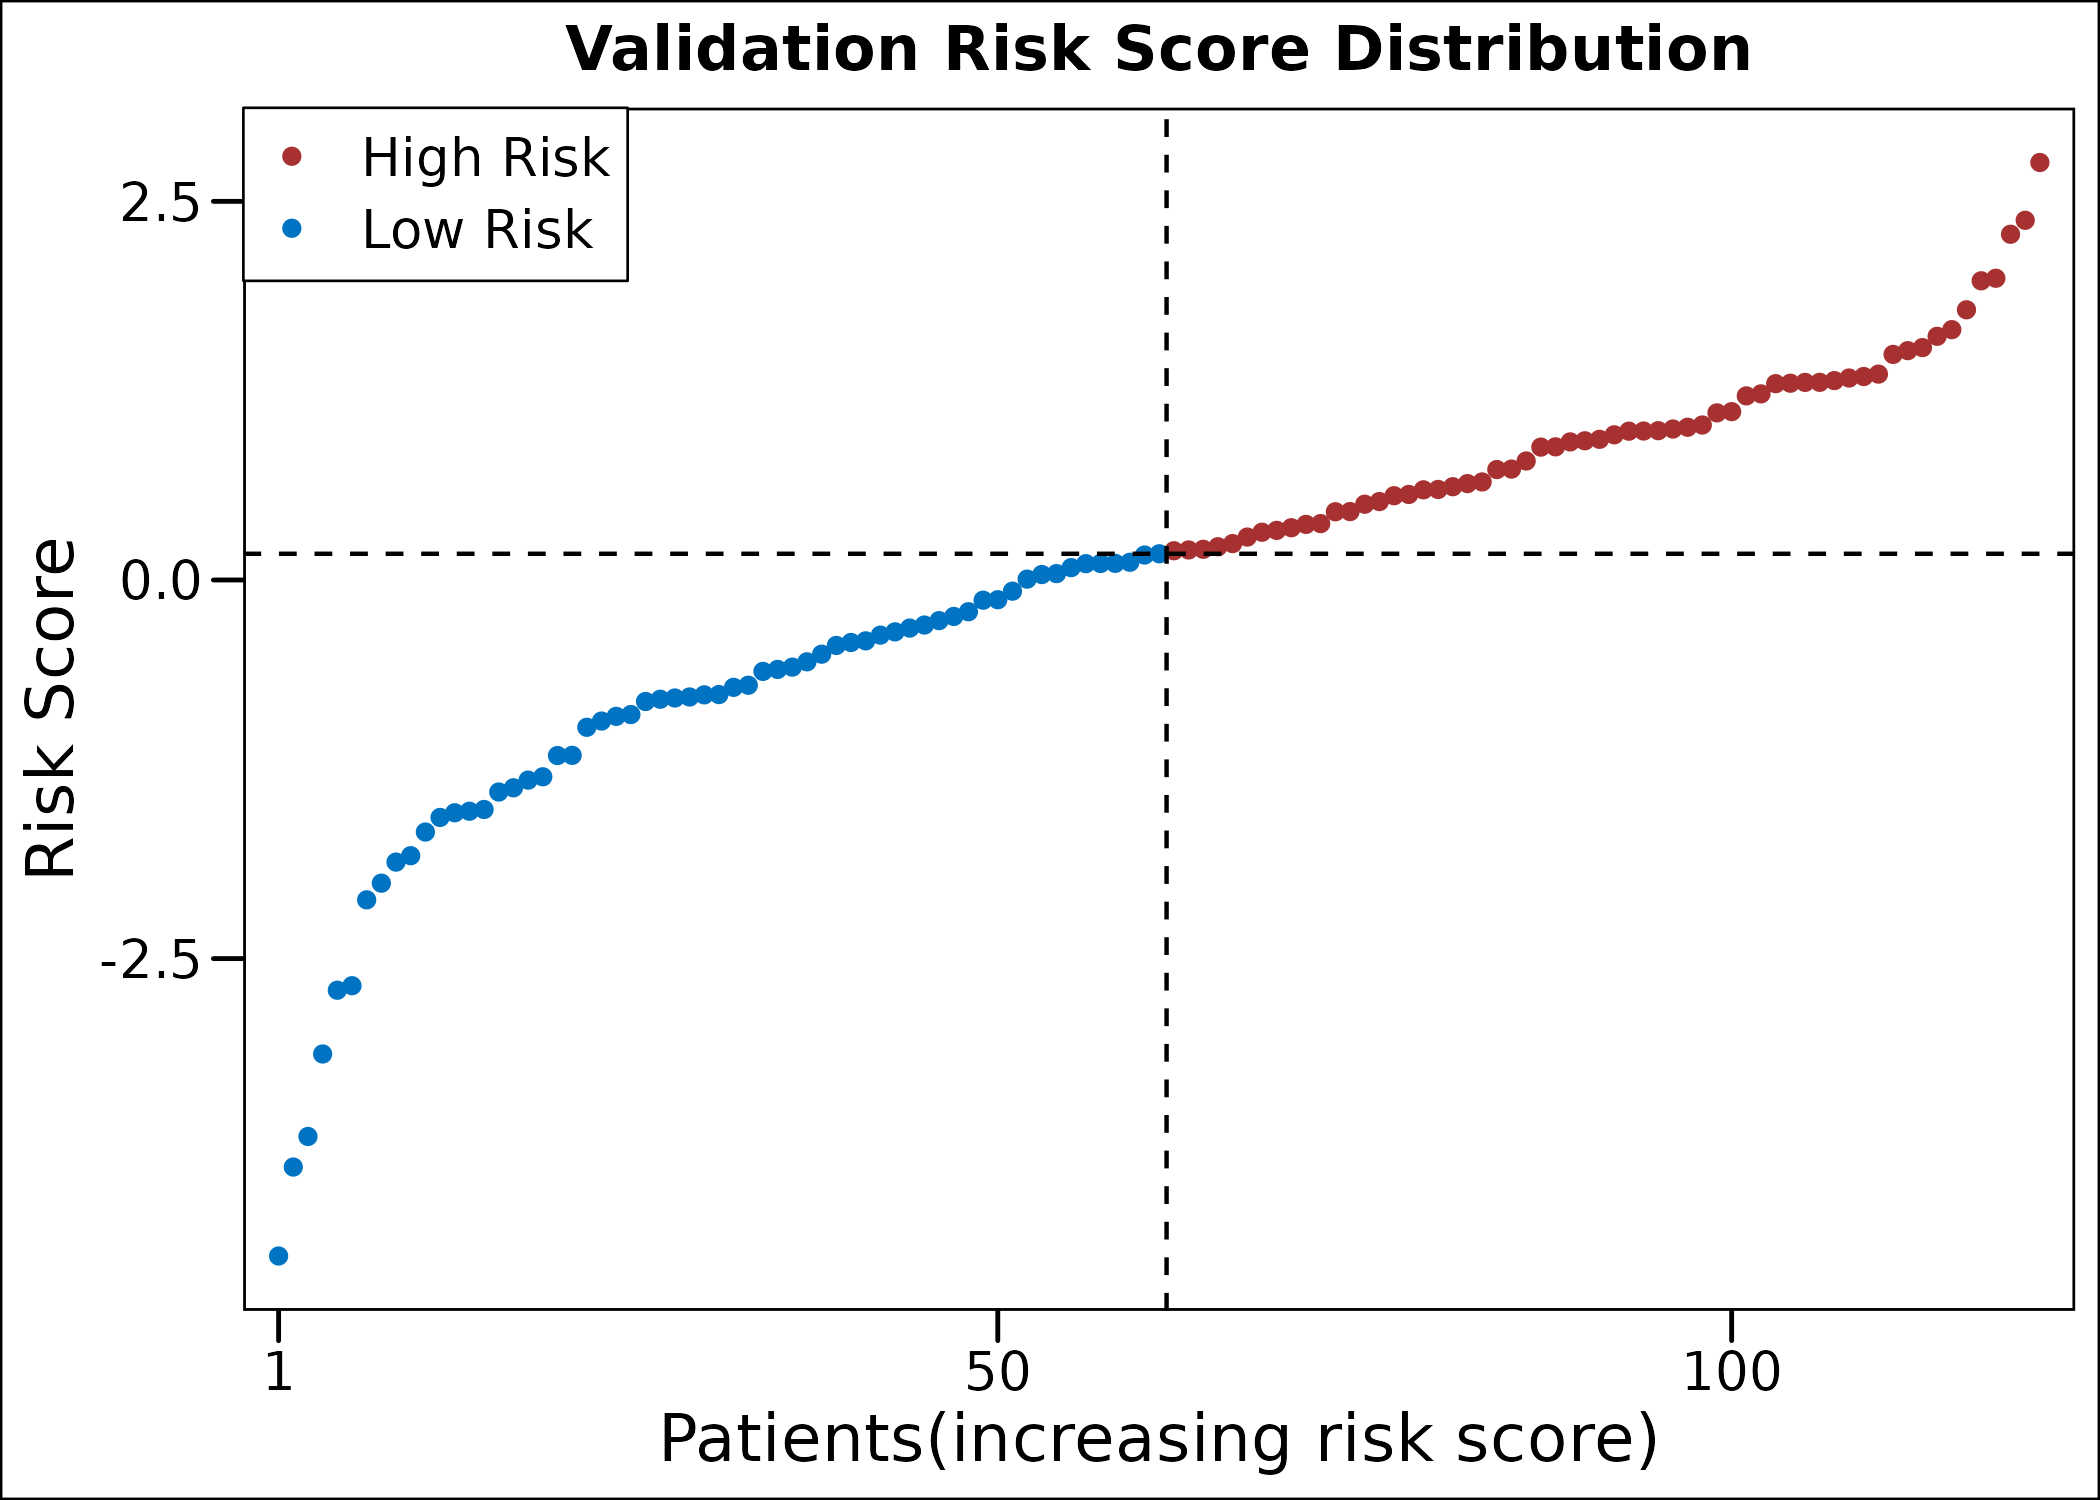 Validation Risk Score Distribution
High Risk
Low Risk
2.5
0.0
-2.5
Risk Score
1
50
100
Patients(increasing risk score)